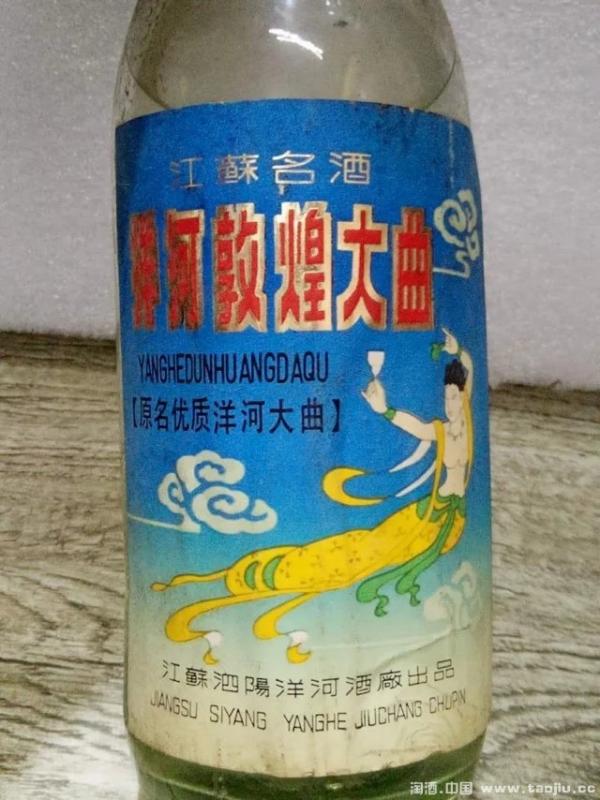 江蘇名酒
洋河敦煌大曲
YANGHEDUNHUANGDAQU
【原名优质洋河大曲】
江蘇泗陽洋河酒廠出品
JIANGSU SIYANG YANGHE JIUCHANG CHUPIN
淘酒.中国 www.taojiu.cc